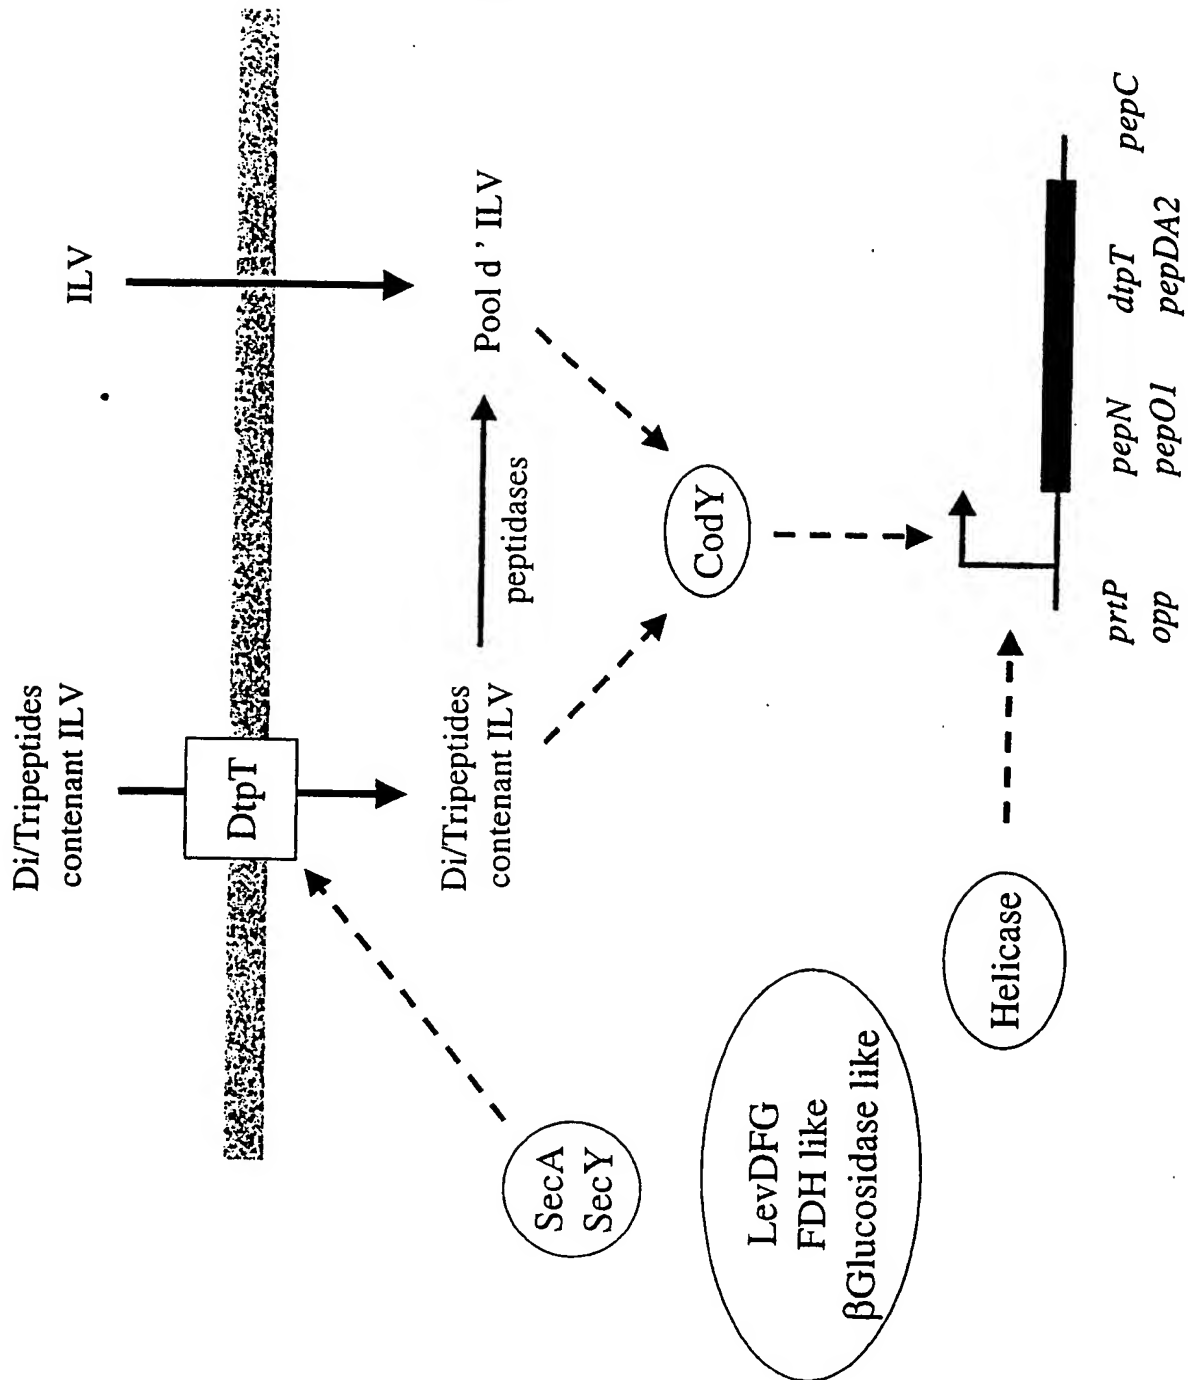 Di/Tripeptides
contenant ILV
ILV
DtpT
Di/Tripeptides
contenant ILV
peptidases
Pool d ' ILV
SecA
SecY
CodY
LevDFG
FDH like
βGlucosidase like
Helicase
prtP pepN dtpT pepC
opp pepO1 pepDA2